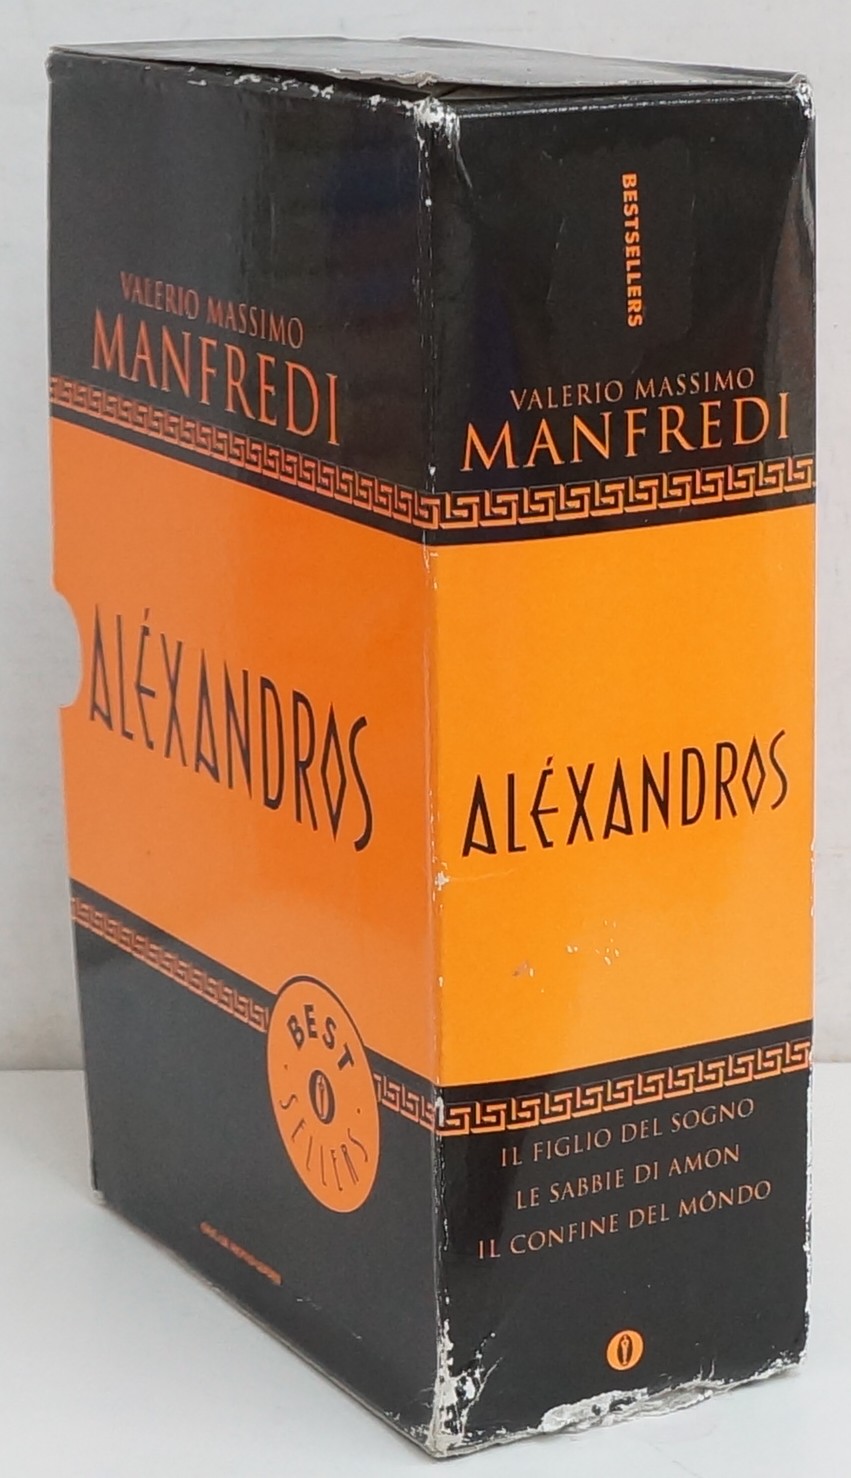 VALERIO MASSIMO
MANFREDI
ALÉXANDROS
BEST
SELLERS
BESTSELLERS
VALERIO MASSIMO
MANFREDI
ALÉXANDROS
IL FIGLIO DEL SOGNO
LE SABBIE DI AMON
IL CONFINE DEL MONDO